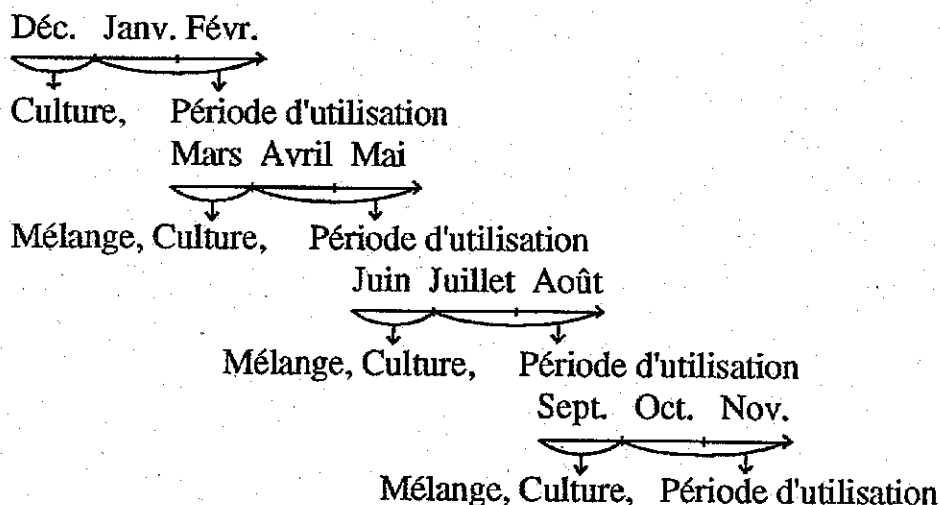 Déc. Janv. Févr.
Culture, Période d'utilisation
Mars Avril Mai
Mélange, Culture, Période d'utilisation
Juin Juillet Août
Mélange, Culture, Période d'utilisation
Sept. Oct. Nov.
Mélange, Culture, Période d'utilisation